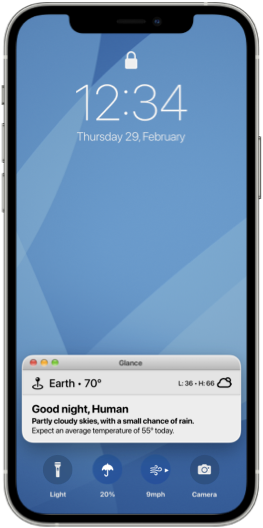 12:34
Thursday 29, February
Glance
Earth • 70°
L: 36 • H: 66
Good night, Human
Partly cloudy skies, with a small chance of rain.
Expect an average temperature of 55° today.
Light
20%
9mph
Camera